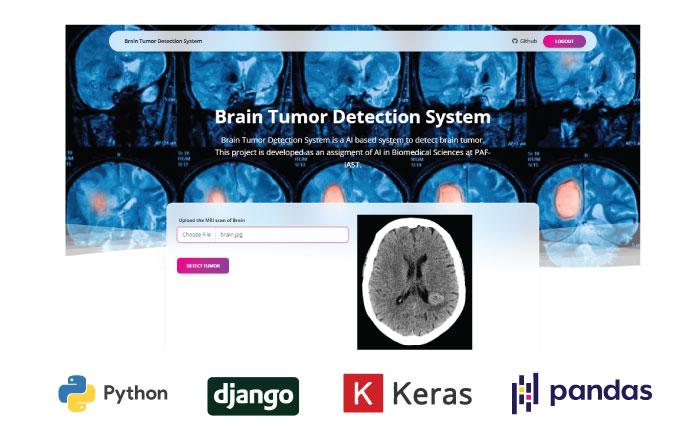 Brain Tumor Detection System
Github
LOGOUT
Brain Tumor Detection System
Brain Tumor Detection System is a AI based system to detect brain tumor.
This project is developed as an assigment of AI in Biomedical Sciences at PAF-
IAST.
Upload the MRI scan of Brain
Choose File
brain.jpg
DETECT TUMOR
Python
django
K Keras
pandas